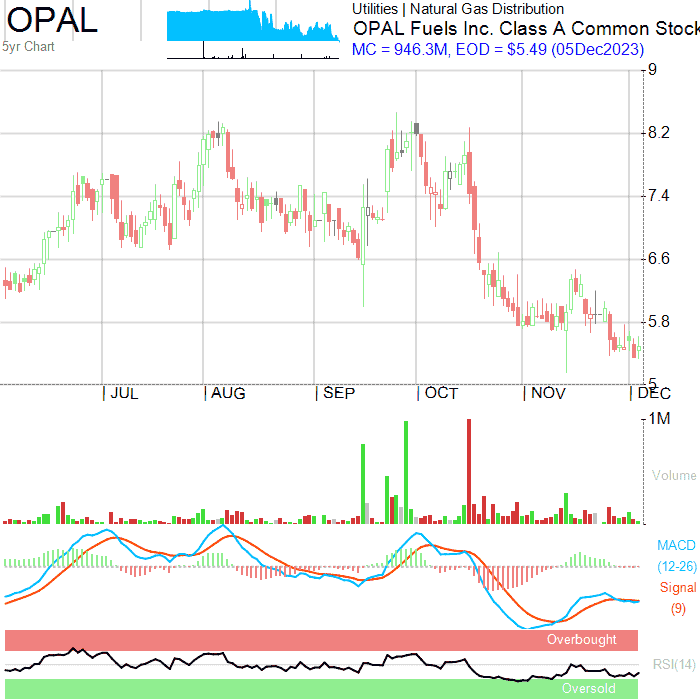 OPAL
5yr Chart
Utilities | Natural Gas Distribution
OPAL Fuels Inc. Class A Common Stock
MC = 946.3M, EOD = $5.49 (05Dec2023)
9
8.2
7.4
6.6
5.8
5
JUL
AUG
SEP
OCT
NOV
DEC
1M
Volume
MACD
(12-26)
Signal
(9)
Overbought
RSI(14)
Oversold